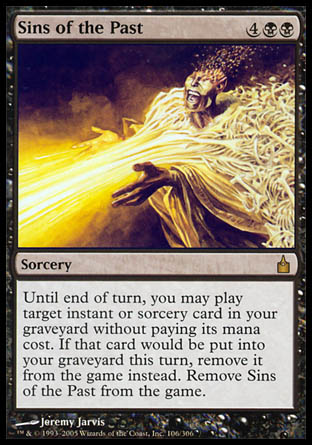 Sins of the Past 4
Sorcery
Until end of turn, you may play
target instant or sorcery card in your
graveyard without paying its mana
cost. If that card would be put into
your graveyard this turn, remove it
from the game instead. Remove Sins
of the Past from the game.
Jeremy Jarvis
™ & © 1993–2005 Wizards of the Coast, Inc. 106/306